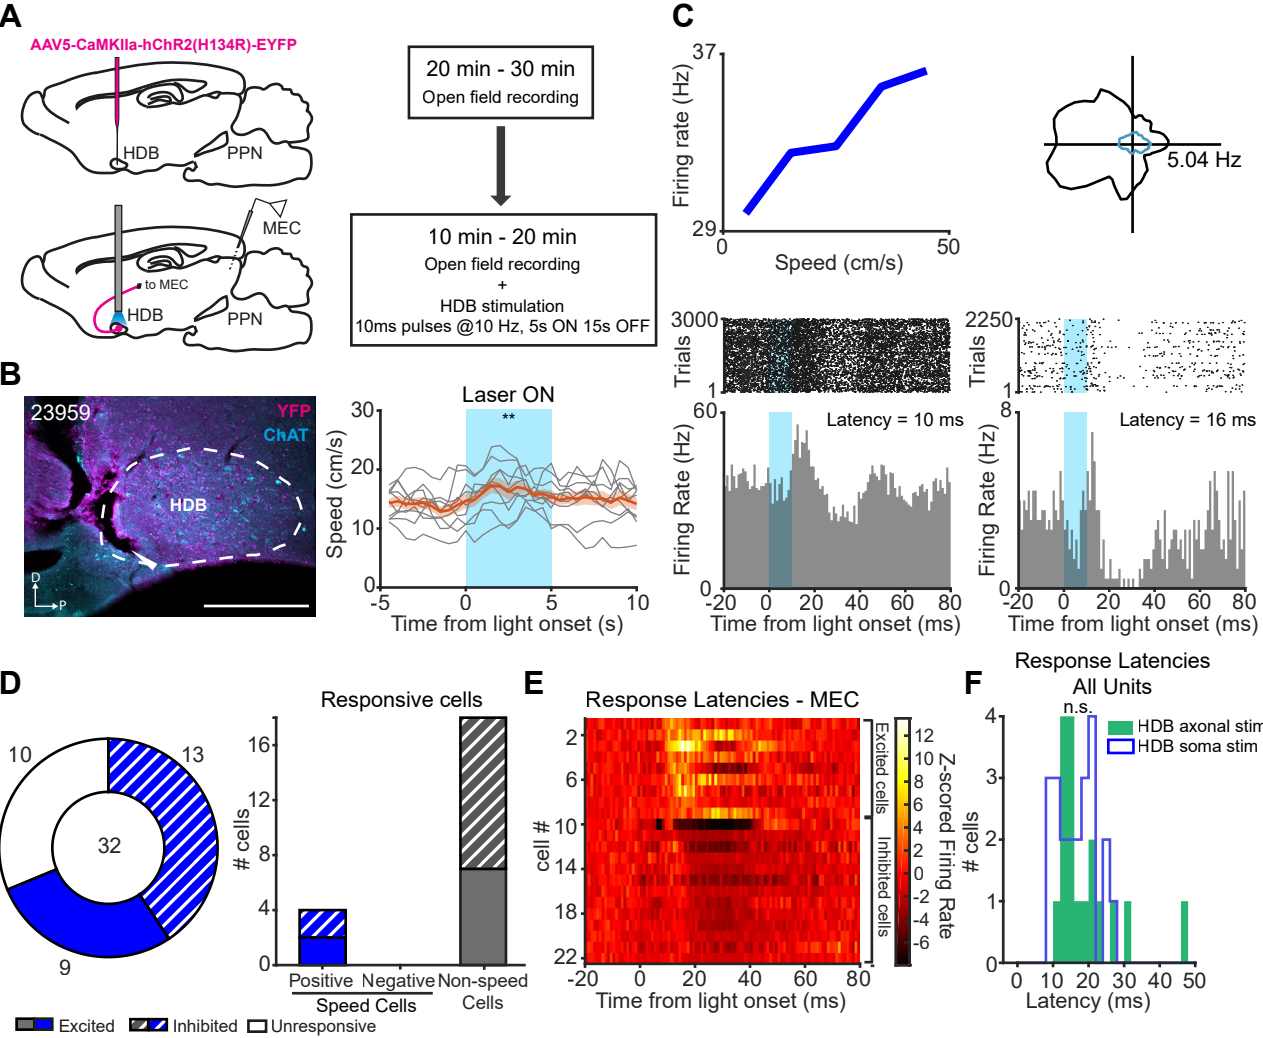 A
AAV5-CaMKIIa-hChR2(H134R)-EYFP
HDB
PPN
MEC
to MEC
HDB
PPN
20 min - 30 min
Open field recording
10 min - 20 min
Open field recording
+
HDB stimulation
10ms pulses @10 Hz, 5s ON 15s OFF
B
23959
YFP
ChAT
HDB
D
P
Laser ON
**
Speed (cm/s)
30
20
10
0
-5
0
5
10
Time from light onset (s)
C
Firing rate (Hz)
37
29
0
50
Speed (cm/s)
5.04 Hz
Trials
3000
1
Firing Rate (Hz)
60
0
Latency = 10 ms
-20
0
20
40
60
80
Time from light onset (ms)
Trials
2250
1
Firing Rate (Hz)
8
0
Latency = 16 ms
-20
0
20
40
60
80
Time from light onset (ms)
D
10
13
32
9
Responsive cells
# cells
16
12
8
4
0
Positive
Negative
Non-speed
Cells
Speed Cells
Excited
Inhibited
Unresponsive
E
Response Latencies - MEC
cell #
2
6
10
14
18
22
-20
0
20
40
60
80
Time from light onset (ms)
Excited cells
Inhibited cells
12
10
8
6
4
2
0
-2
-4
-6
Z-scored Firing Rate
F
Response Latencies
All Units
n.s.
HDB axonal stim
HDB soma stim
# cells
4
3
2
1
0
0
10
20
30
40
50
Latency (ms)